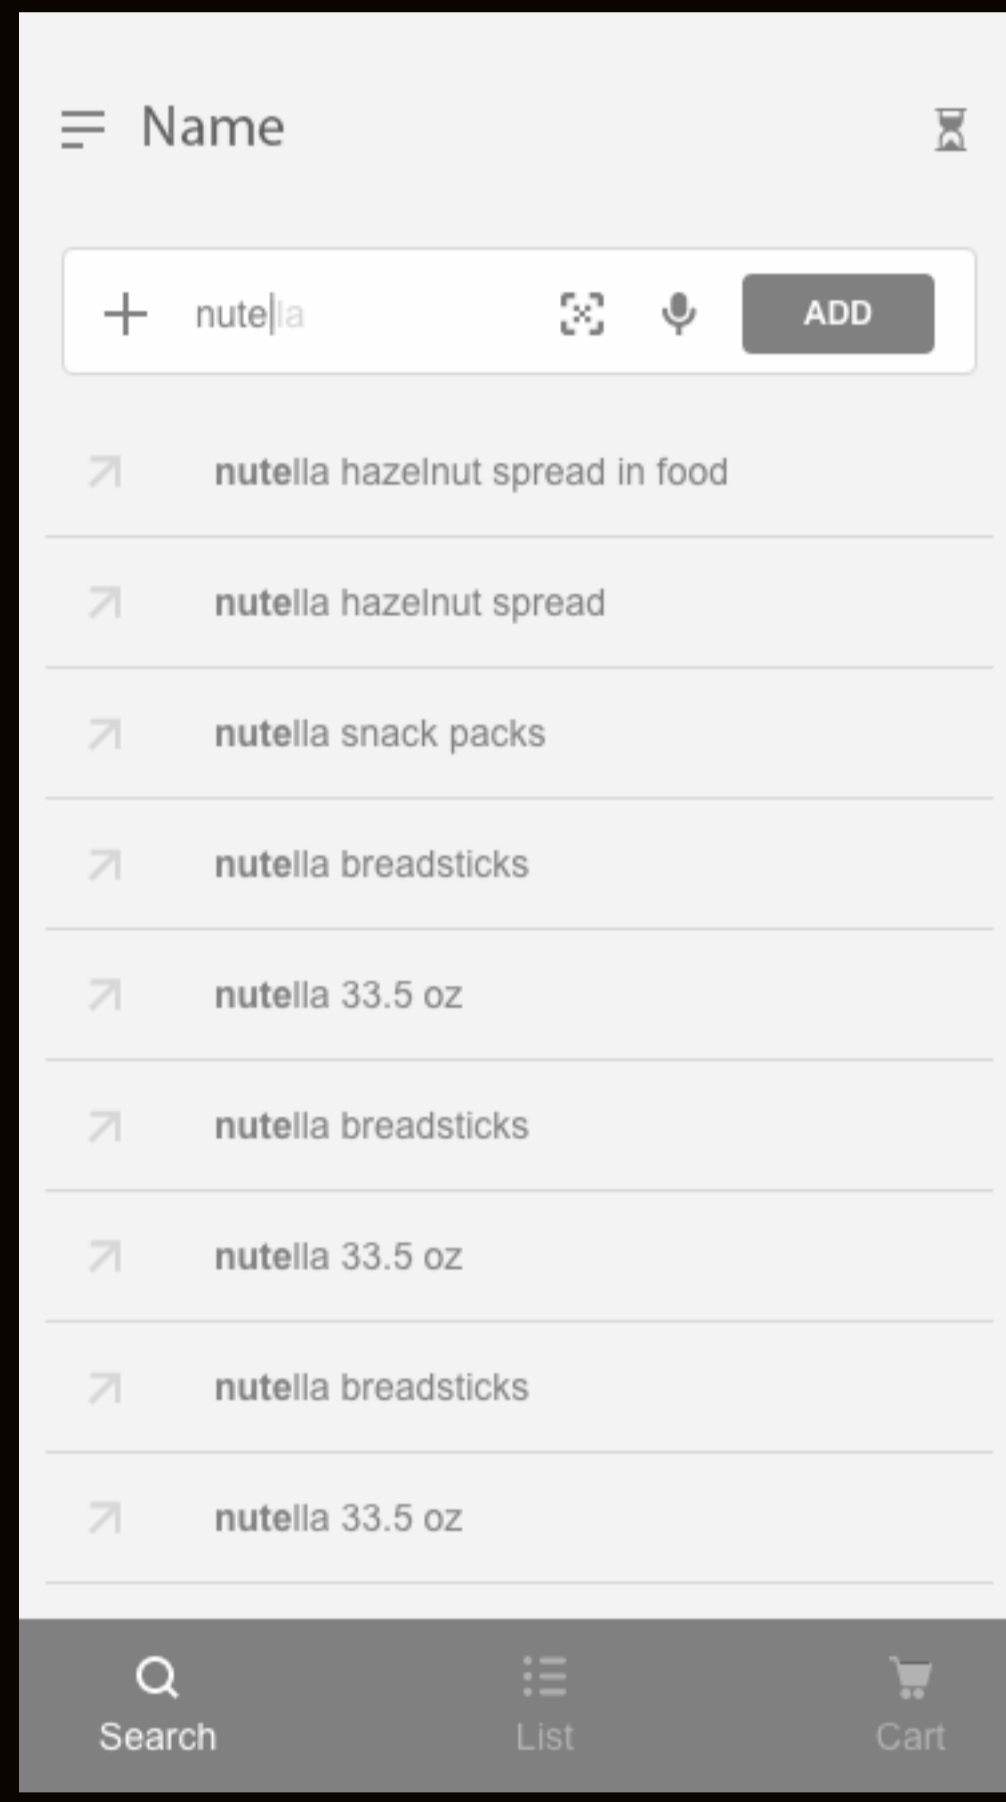 Name
nutella
ADD
nutella hazelnut spread in food
nutella hazelnut spread
nutella snack packs
nutella breadsticks
nutella 33.5 oz
nutella breadsticks
nutella 33.5 oz
nutella breadsticks
nutella 33.5 oz
Search
List
Cart